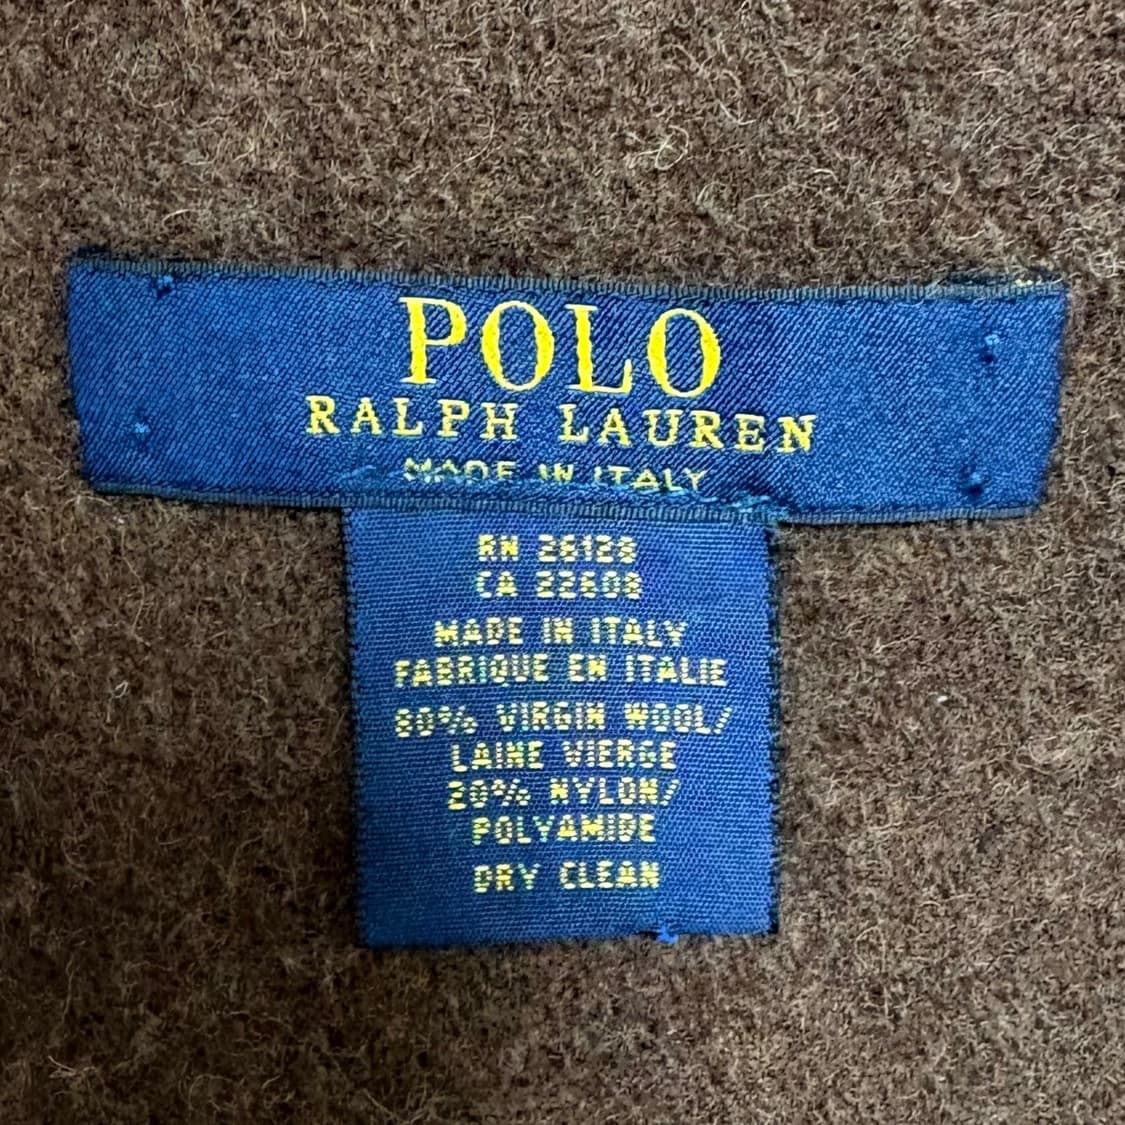 POLO
RALPH LAUREN
MADE IN ITALY
RN 26128
CA 22608
MADE IN ITALY
FABRIQUE EN ITALIE
80% VIRGIN WOOL/
LAINE VIERGE
20% NYLON/
POLYAMIDE
DRY CLEAN